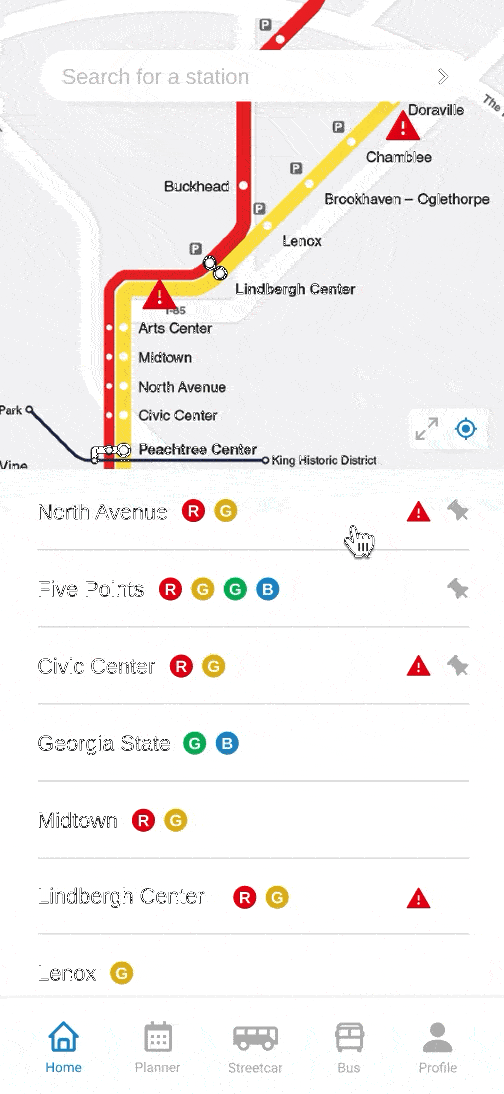 P
Search for a station
Doraville
The
P
Chamblee
P
Buckhead
Brookhaven – Oglethorpe
P
Lenox
P
Lindbergh Center
I-85
Arts Center
Midtown
North Avenue
Civic Center
Park
Peachtree Center
King Historic District
Vine
North Avenue R G
Five Points R G G B
Civic Center R G
Georgia State G B
Midtown R G
Lindbergh Center R G
Lenox G
Home Planner Streetcar Bus Profile